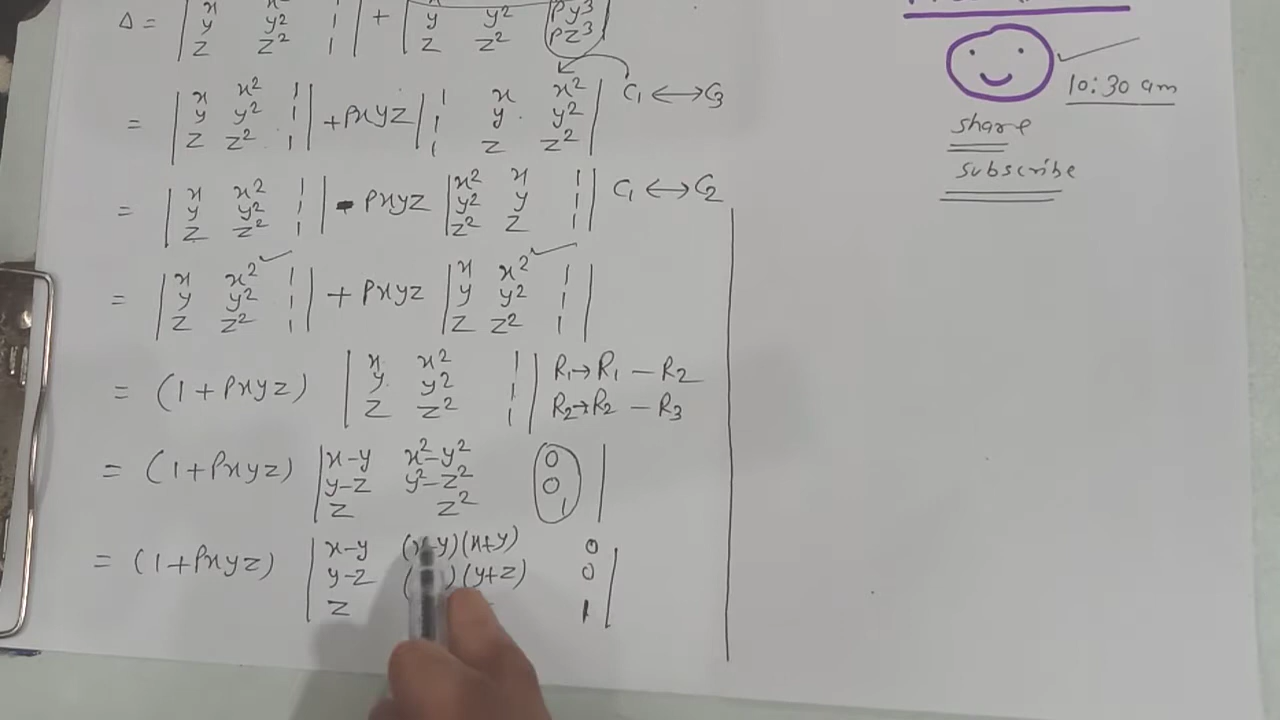 Δ = | x x² 1 | + | y y² py³ |
| y y² 1 | | z z² pz³ |
| z z² 1 |
= | x x² 1 | + pxyz | 1 x x² | C₁ ↔ C₃
| y y² 1 | | 1 y y² |
| z z² 1 | | 1 z z² |
= | x x² 1 | - pxyz | x² x 1 | C₁ ↔ C₂
| y y² 1 | | y² y 1 |
| z z² 1 | | z² z 1 |
= | x x² 1 | + pxyz | x x² 1 |
| y y² 1 | | y y² 1 |
| z z² 1 | | z z² 1 |
= (1 + pxyz) | x x² 1 | R₁→R₁ - R₂
| y y² 1 | R₂→R₂ - R₃
| z z² 1 |
= (1 + pxyz) | x-y x²-y² 0 |
| y-z y²-z² 0 |
| z z² 1 |
= (1 + pxyz) | x-y (x-y)(x+y) 0 |
| y-z ( )(y+z) 0 |
| z 1 |
10:30 am
share
subscribe